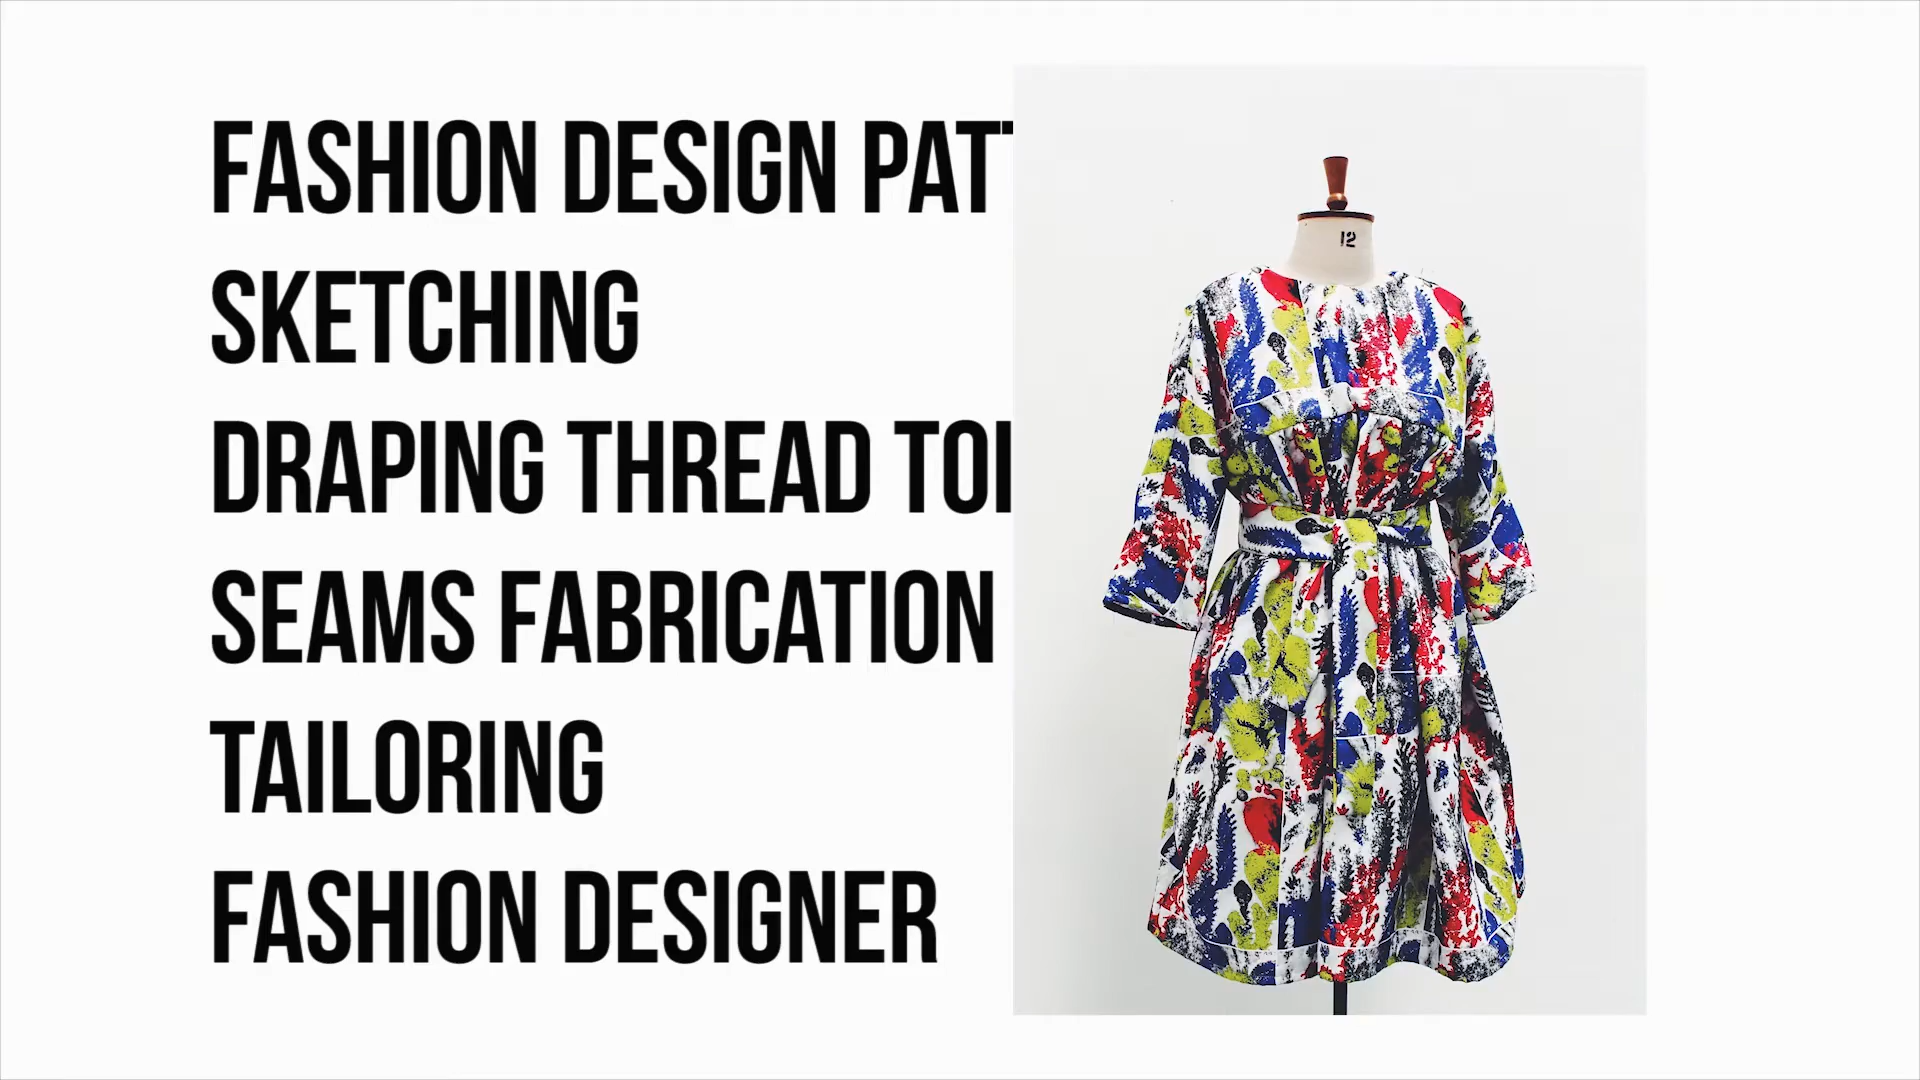 FASHION DESIGN PATT
SKETCHING
DRAPING THREAD TOI
SEAMS FABRICATION
TAILORING
FASHION DESIGNER
12